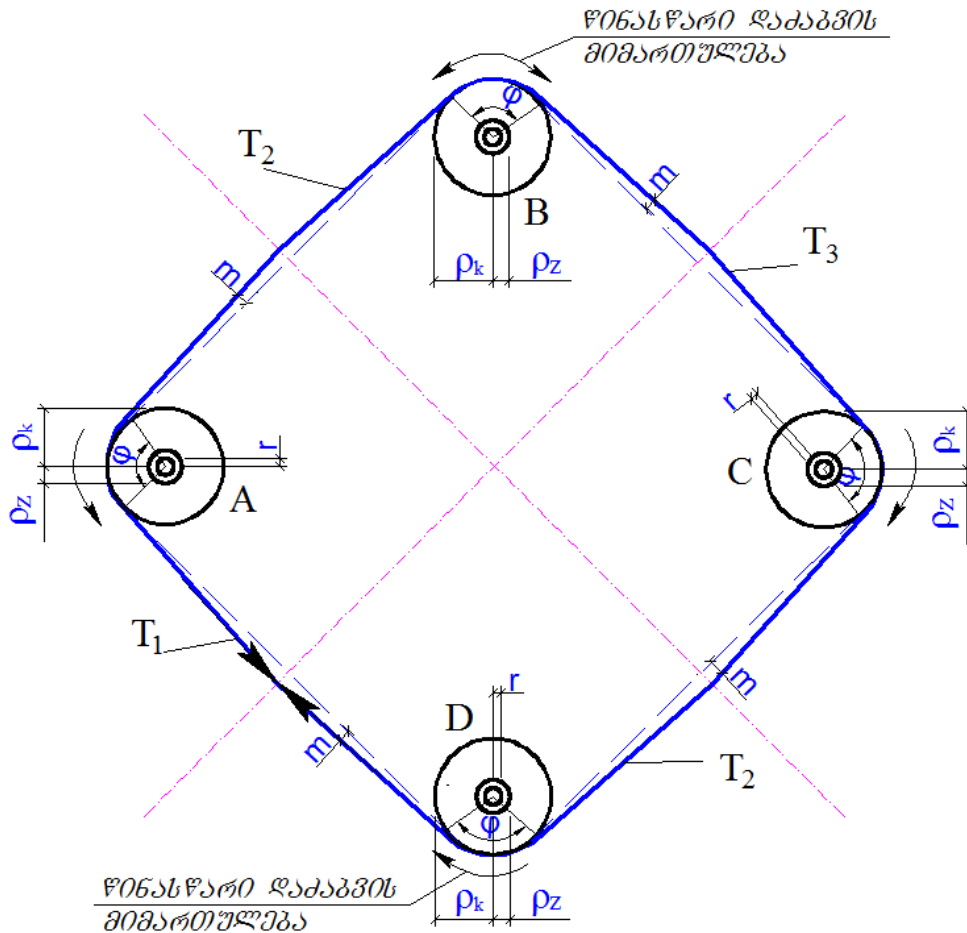 წინასწარი დაძაბვის
მიმართულება
φ
T₂
B
m
ρₖ
ρz
T₃
m
ρₖ
φ
r
A
ρz
r
C
φ
ρₖ
ρz
T₁
D
r
m
m
T₂
φ
წინასწარი დაძაბვის
მიმართულება
ρₖ
ρz